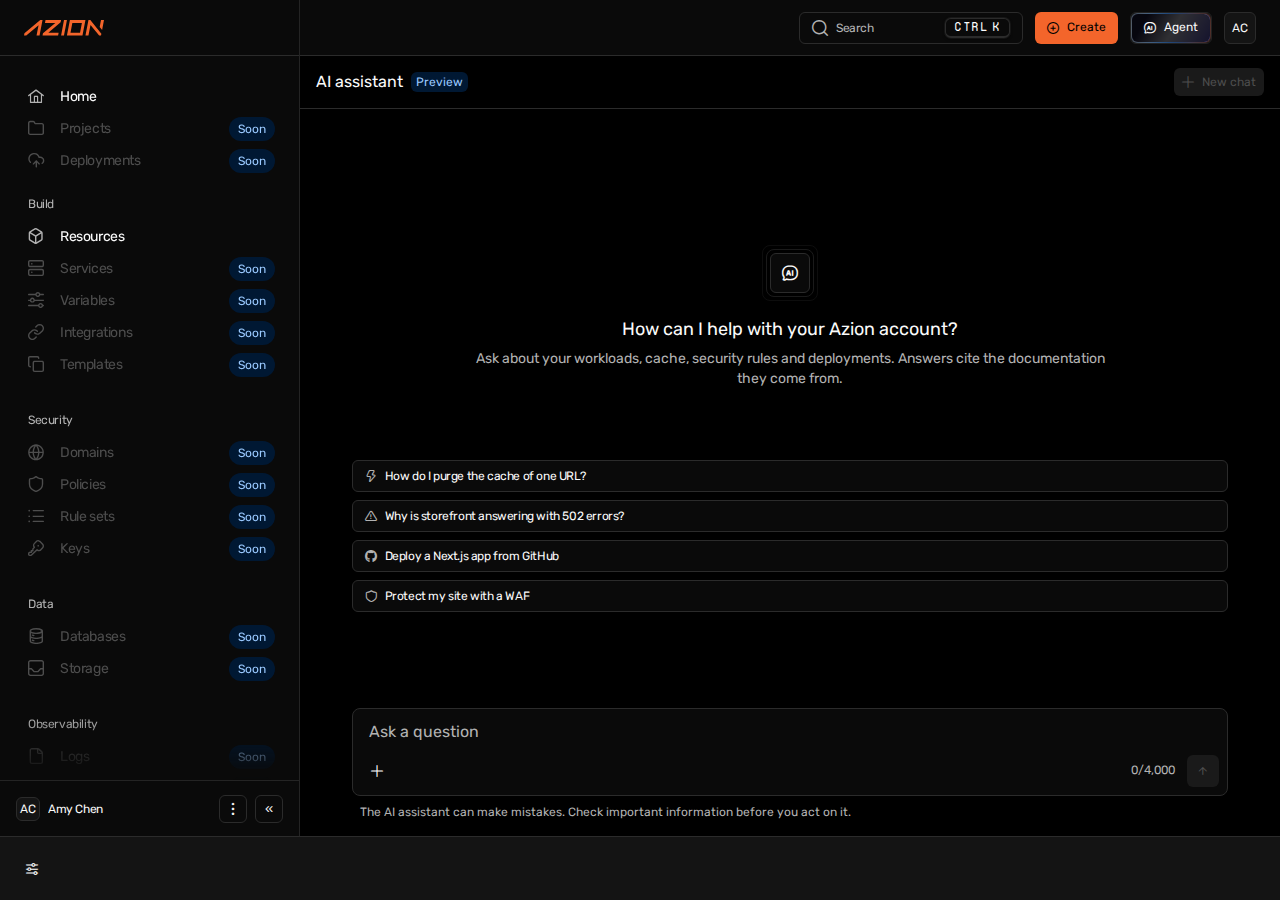 AZION
Search
CTRL K
Create
AI
Agent
AC
Home
Projects
Soon
Deployments
Soon
Build
Resources
Services
Soon
Variables
Soon
Integrations
Soon
Templates
Soon
Security
Domains
Soon
Policies
Soon
Rule sets
Soon
Keys
Soon
Data
Databases
Soon
Storage
Soon
Observability
Logs
Soon
AC
Amy Chen
AI assistant
Preview
New chat
AI
How can I help with your Azion account?
Ask about your workloads, cache, security rules and deployments. Answers cite the documentation
they come from.
How do I purge the cache of one URL?
Why is storefront answering with 502 errors?
Deploy a Next.js app from GitHub
Protect my site with a WAF
Ask a question
0/4,000
The AI assistant can make mistakes. Check important information before you act on it.